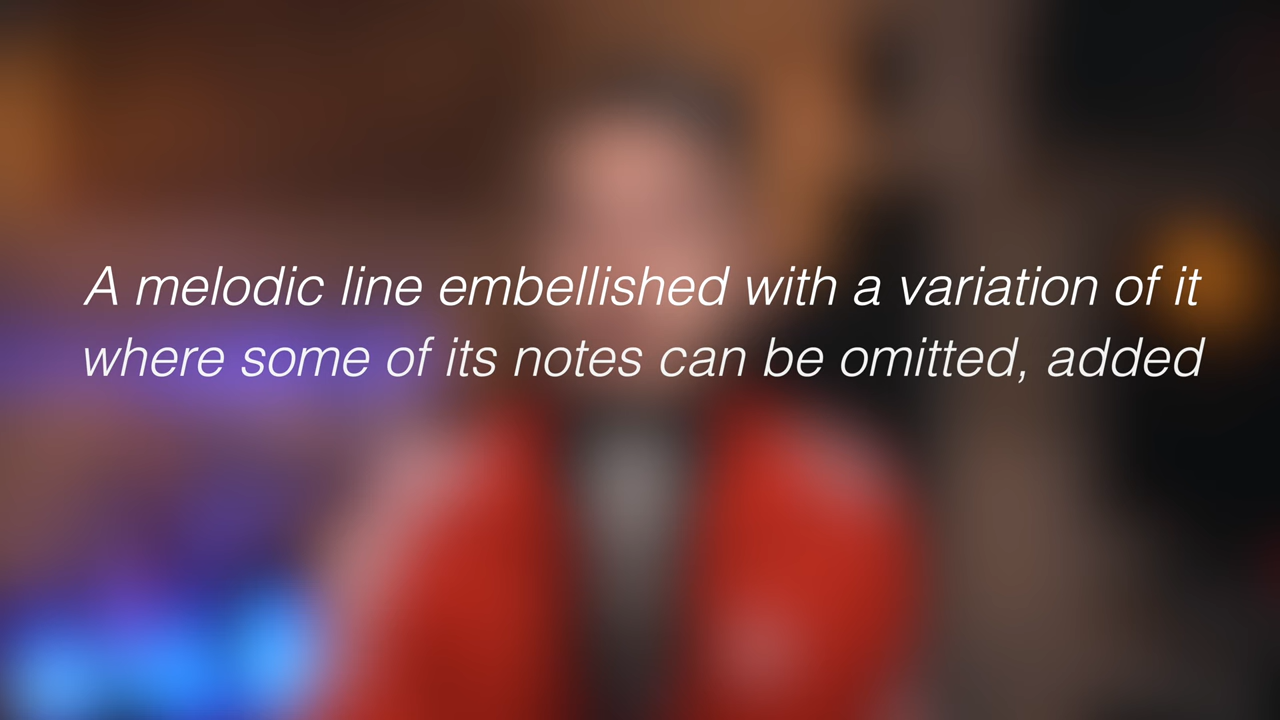 A melodic line embellished with a variation of it
where some of its notes can be omitted, added